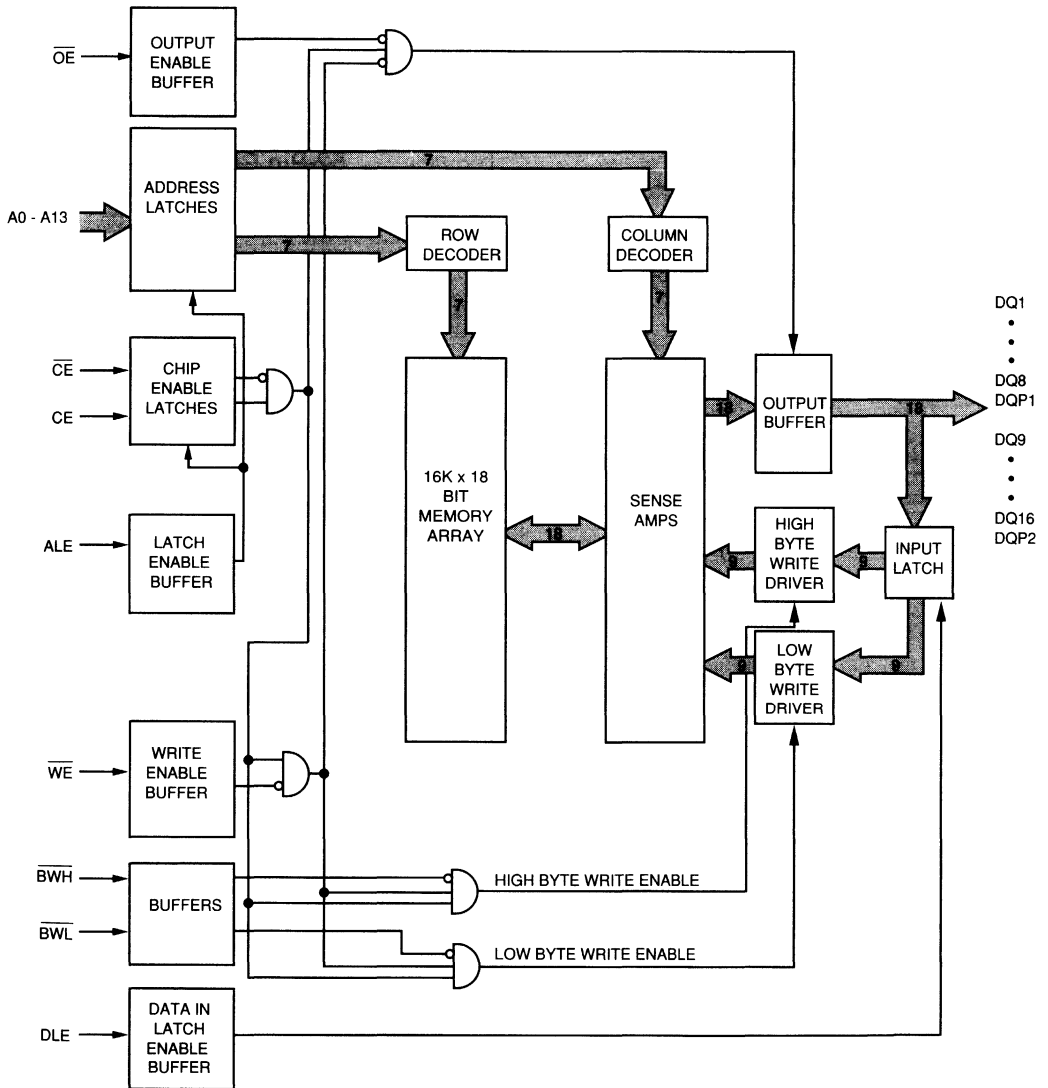 OE
OUTPUT
ENABLE
BUFFER
7
ADDRESS
LATCHES
A0 - A13
7
ROW
DECODER
COLUMN
DECODER
7
7
CE
CE
CHIP
ENABLE
LATCHES
DQ1
DQ8
DQP1
DQ9
DQ16
DQP2
18
OUTPUT
BUFFER
18
16K x 18
BIT
MEMORY
ARRAY
18
SENSE
AMPS
ALE
LATCH
ENABLE
BUFFER
9
HIGH
BYTE
WRITE
DRIVER
9
INPUT
LATCH
9
LOW
BYTE
WRITE
DRIVER
9
WE
WRITE
ENABLE
BUFFER
BWH
BWL
BUFFERS
HIGH BYTE WRITE ENABLE
LOW BYTE WRITE ENABLE
DLE
DATA IN
LATCH
ENABLE
BUFFER